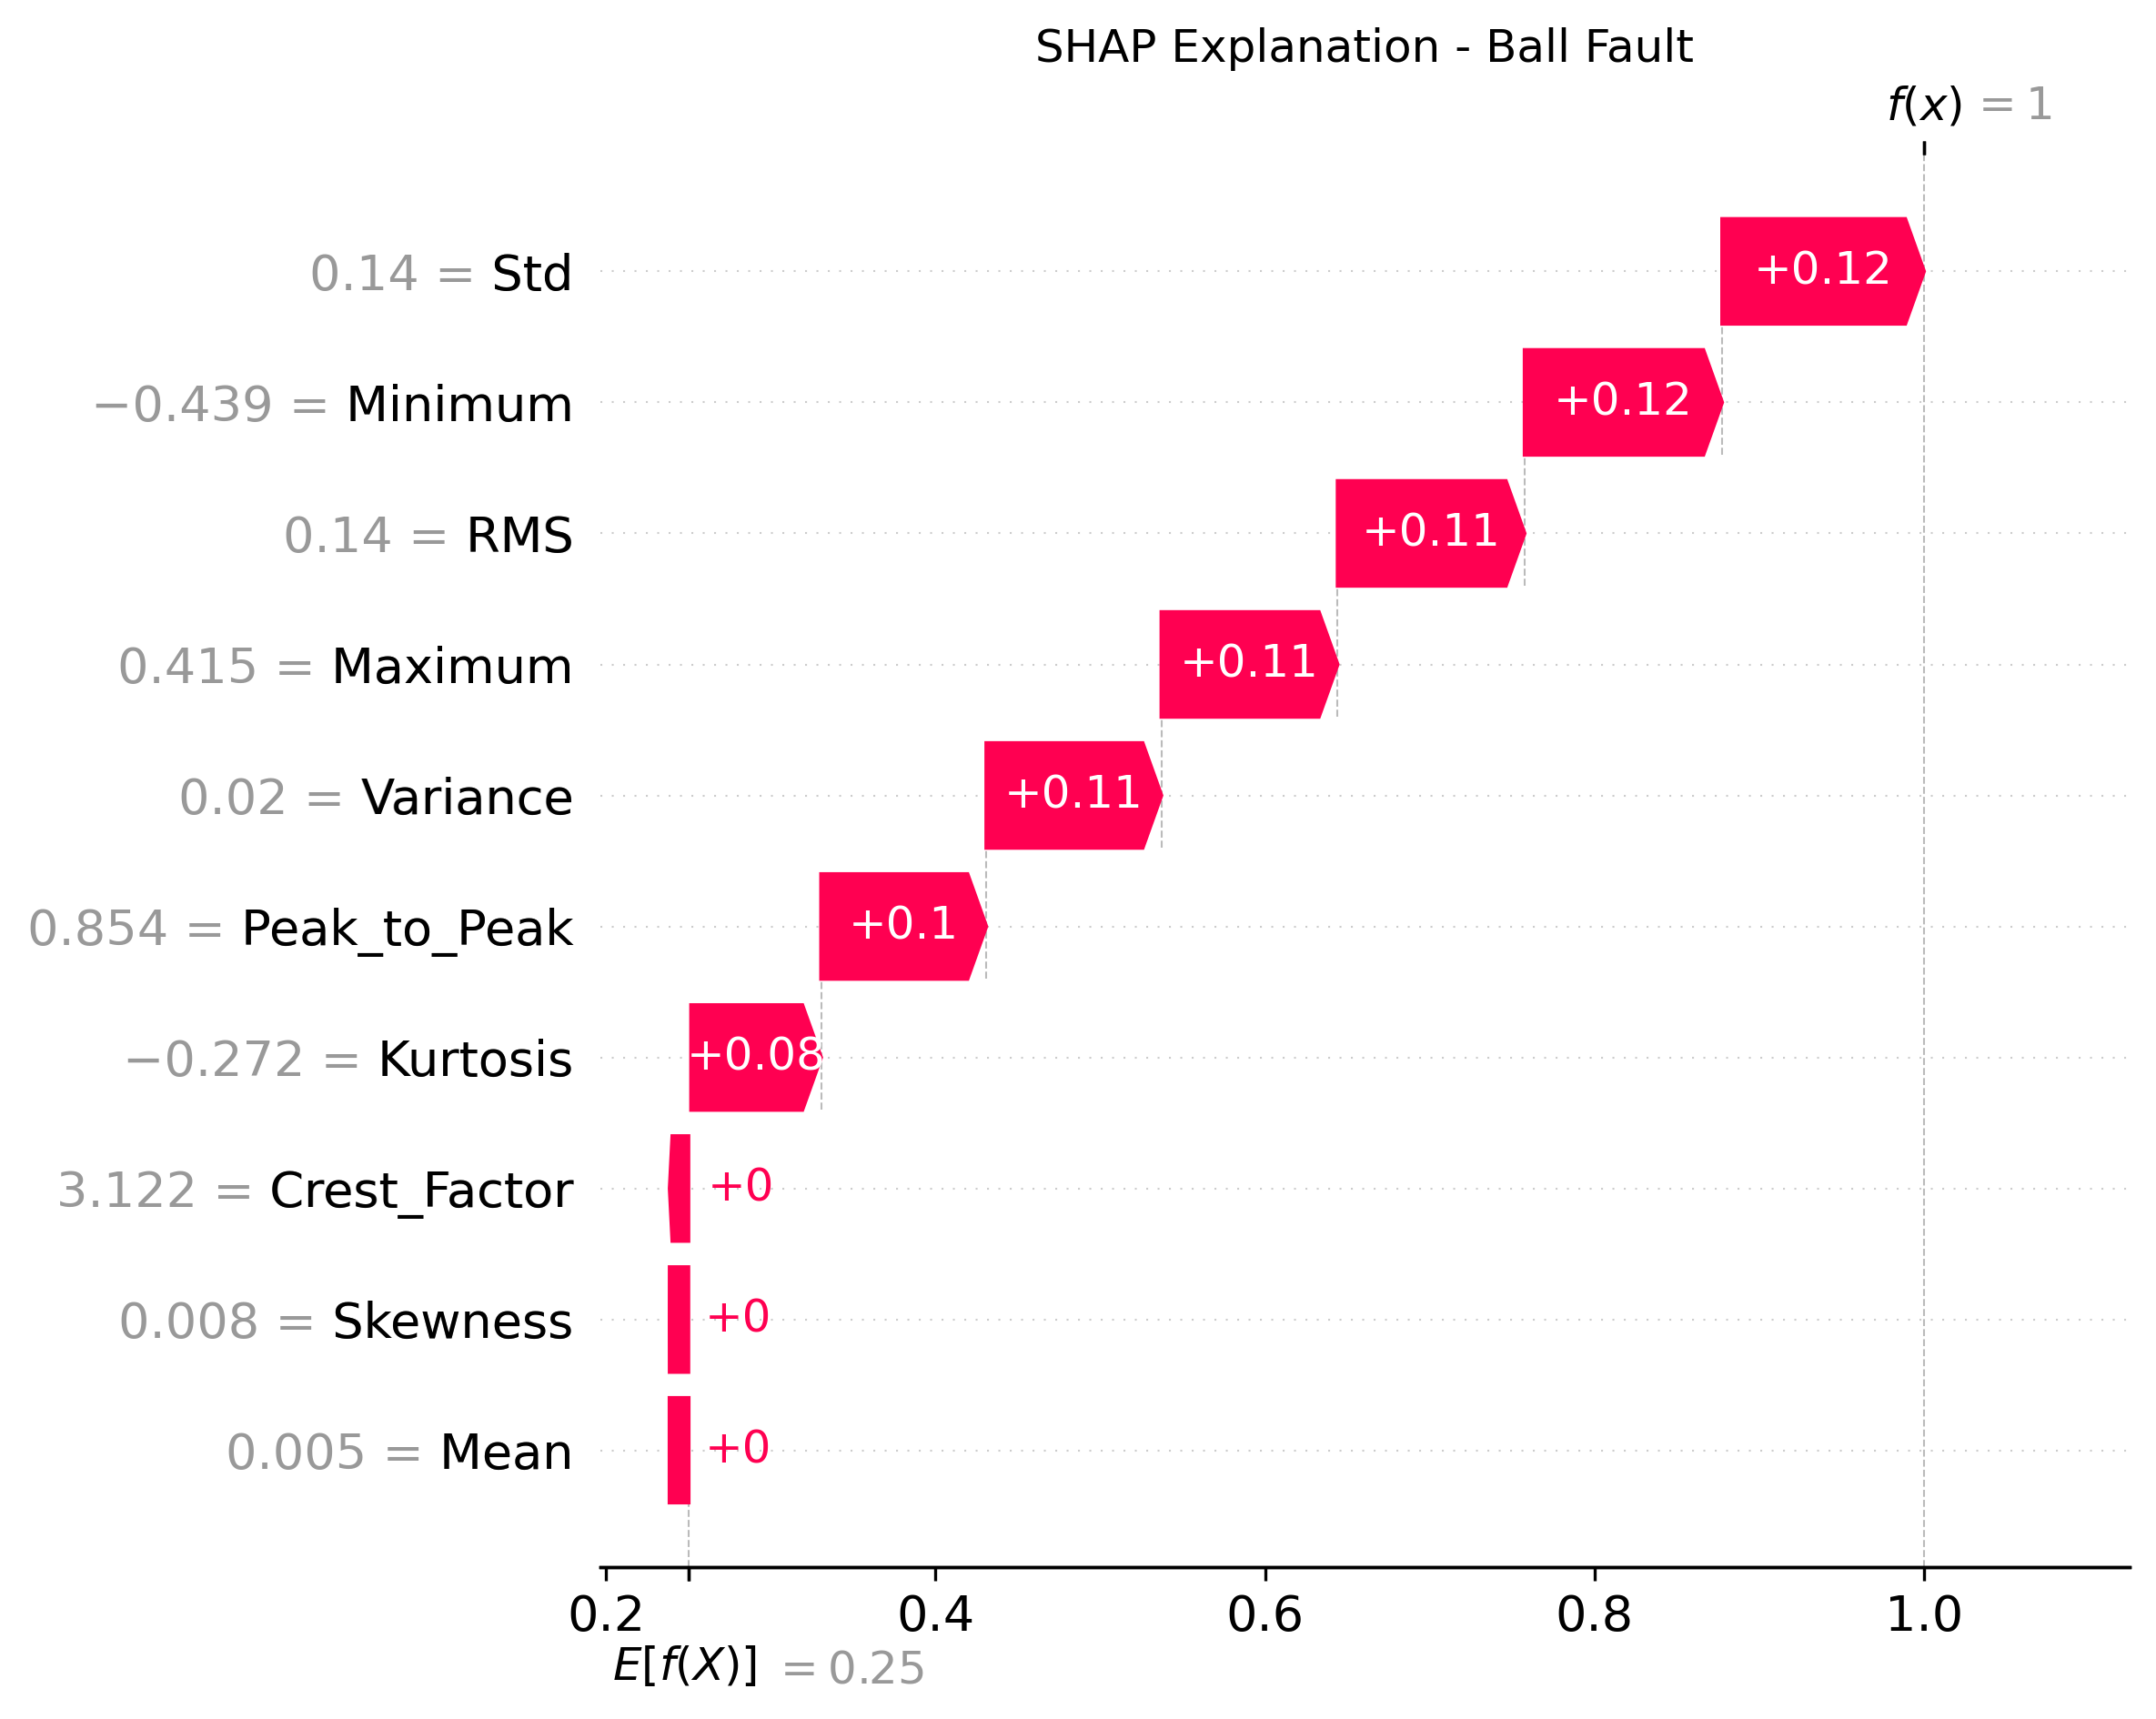 SHAP Explanation - Ball Fault
f(x) = 1
0.14 = Std +0.12
−0.439 = Minimum +0.12
0.14 = RMS +0.11
0.415 = Maximum +0.11
0.02 = Variance +0.11
0.854 = Peak_to_Peak +0.1
−0.272 = Kurtosis +0.08
3.122 = Crest_Factor +0
0.008 = Skewness +0
0.005 = Mean +0
0.2 0.4 0.6 0.8 1.0
E[f(X)] = 0.25